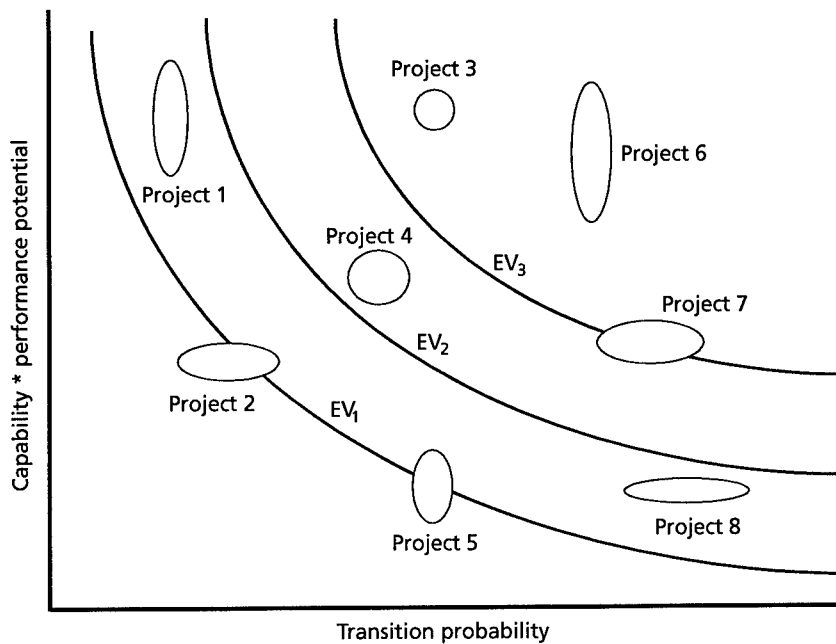 Project 3
Project 6
Project 1
Project 4
EV₃
Project 7
EV₂
Project 2
EV₁
Project 8
Project 5
Capability * performance potential
Transition probability